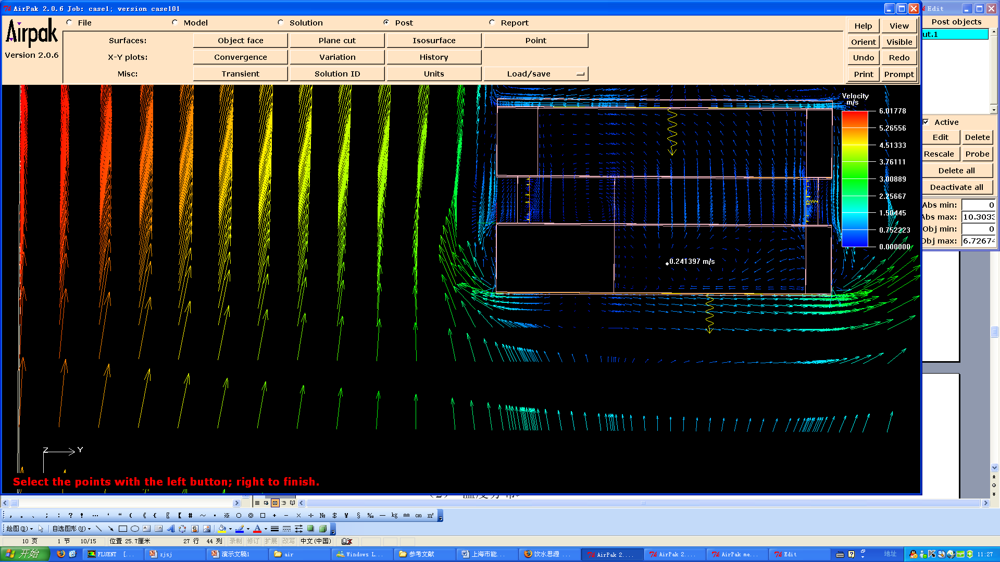 AirPak 2.0.6 Job: case1; version case101
Edit
File Model Solution Post Report
Airpak
Version 2.0.6
Surfaces: Object face Plane cut Isosurface Point
X-Y plots: Convergence Variation History
Misc: Transient Solution ID Units Load/save
Help View
Orient Visible
Undo Redo
Print Prompt
Post objects
ut.1
Active
Edit Delete
Rescale Probe
Delete all
Deactivate all
Abs min: 0
Abs max: 10.3033
Obj min: 0
Obj max: 6.72674
Velocity
m/s
6.01778
5.26556
4.51333
3.76111
3.00889
2.25667
1.50445
0.752223
0.000000
0.241397 m/s
Z Y
Select the points with the left button; right to finish.
绘图(D) 自选图形(U)
10 页 1 节 10/15 位置 25.7厘米 27 行 44 列 录制 修订 扩展 改写 中文(中国)
开始 FLUENT [... zjsj 演示文稿1 air Windows L... 参考文献 上海市能... 饮水思源 ... AirPak 2.... AirPak 2.... AirPak me... Edit 地址 11:27